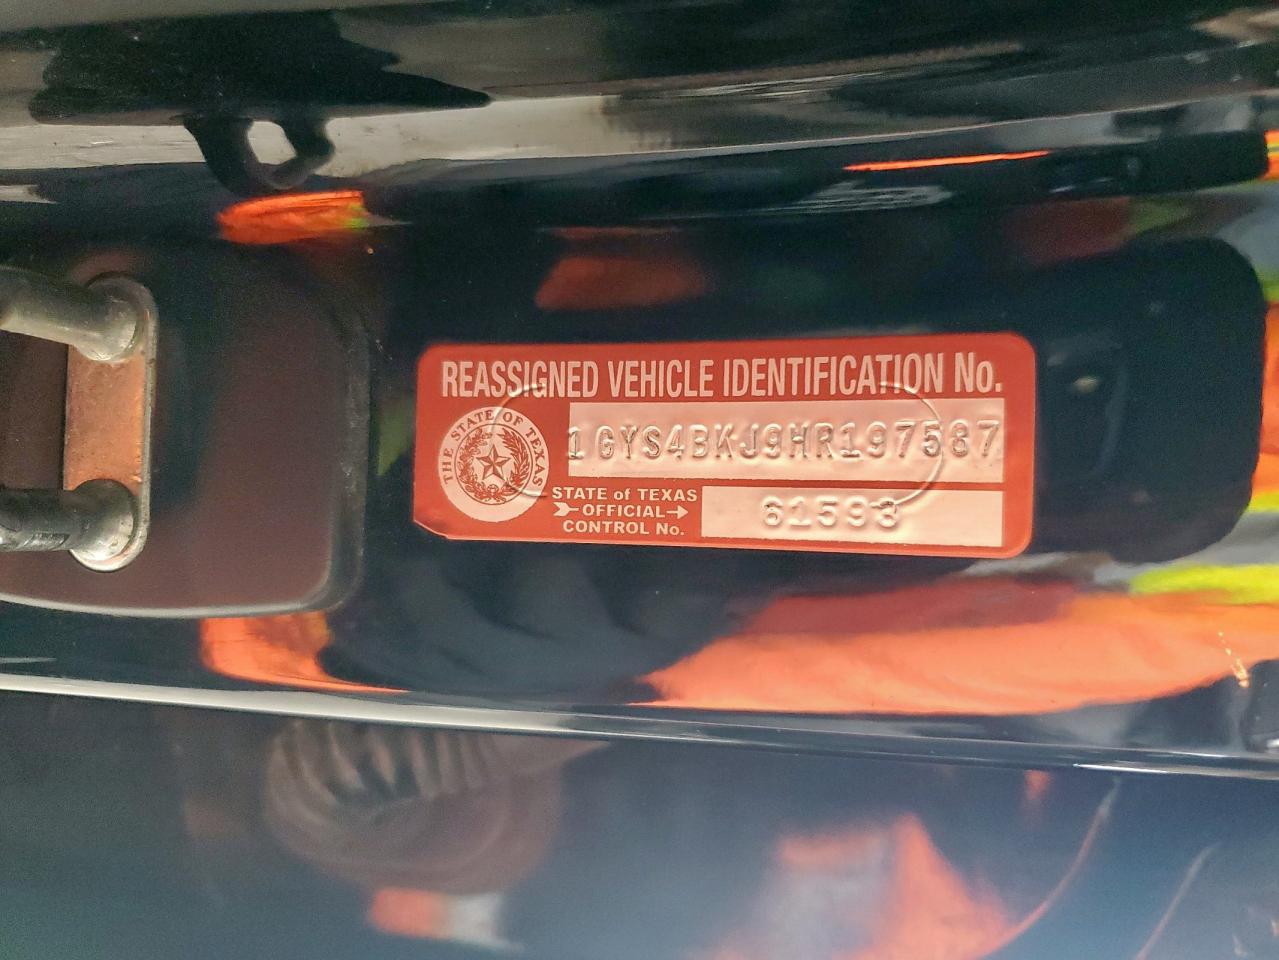 REASSIGNED VEHICLE IDENTIFICATION No.
THE STATE OF TEXAS
1GYS4BKJ9HR197587
STATE of TEXAS
OFFICIAL
CONTROL No.
61593